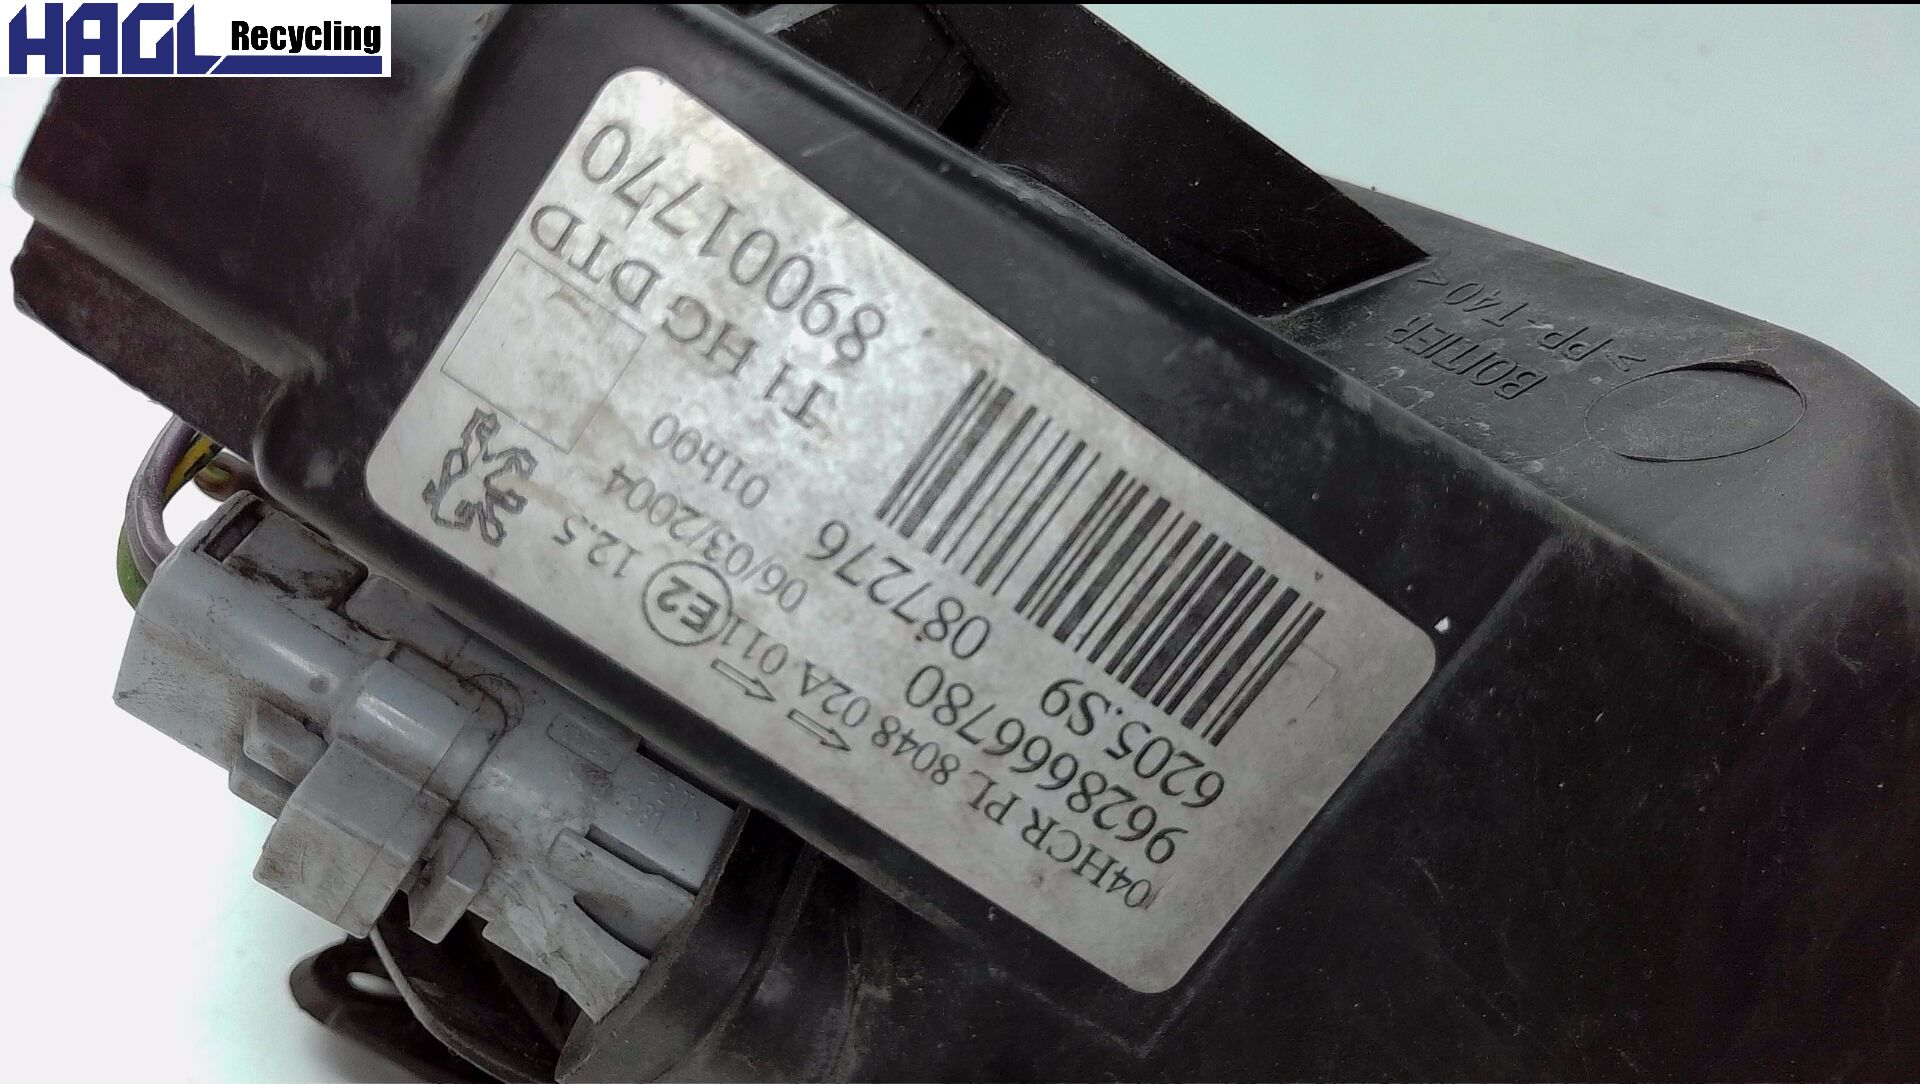 HAGL Recycling
04HCR PL 8048 02A 011 E2 12.5
9628666780 06/03/2004
6205.S9 087276 01h00
T1 HG DTD
89001770
BOITIER
>PP-T40<